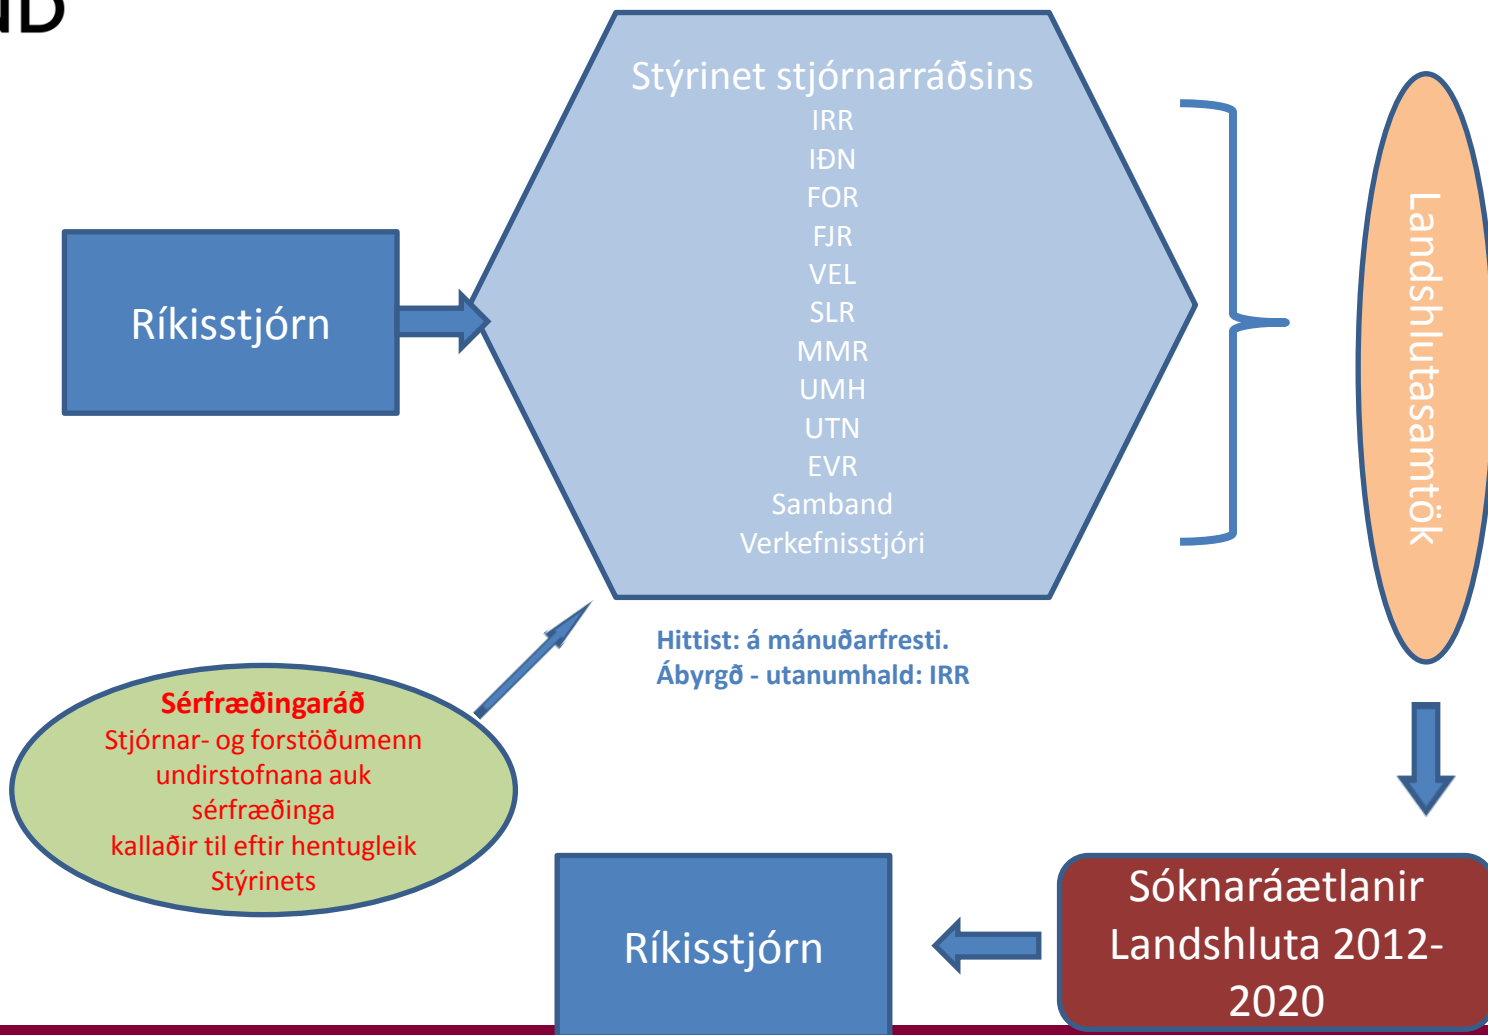 Stýrinet stjórnarráðsins
IRR
IÐN
FOR
FJR
VEL
SLR
MMR
UMH
UTN
EVR
Samband
Verkefnisstjóri
Ríkisstjórn
Landshlutasamtök
Hittist: á mánuðarfresti.
Ábyrgð - utanumhald: IRR
Sérfræðingaráð
Stjórnar- og forstöðumenn
undirstofnana auk
sérfræðinga
kallaðir til eftir hentugleik
Stýrinets
Sóknaráætlanir
Landshluta 2012-
2020
Ríkisstjórn